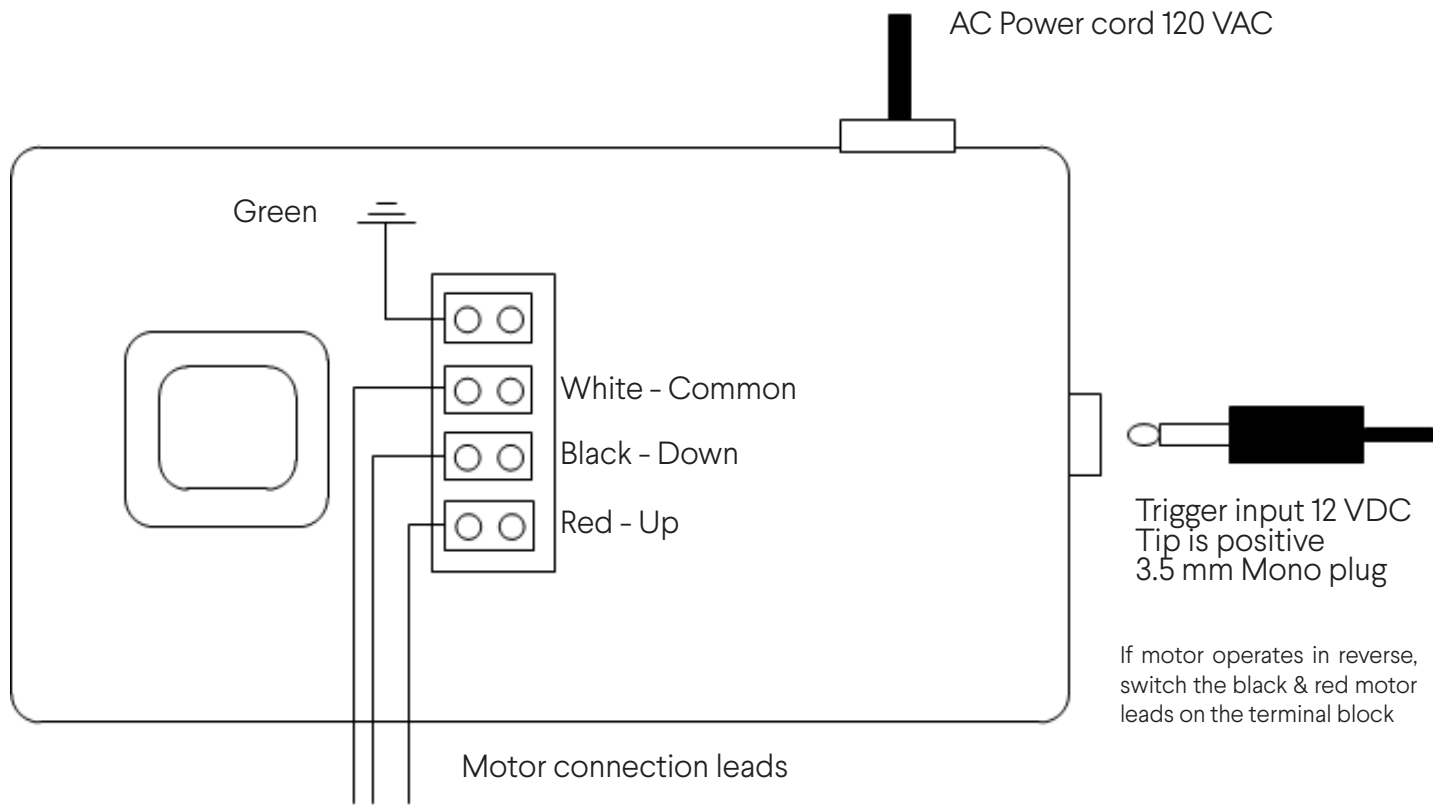 AC Power cord 120 VAC
Green
White - Common
Black - Down
Red - Up
Trigger input 12 VDC
Tip is positive
3.5 mm Mono plug
If motor operates in reverse,
switch the black & red motor
leads on the terminal block
Motor connection leads